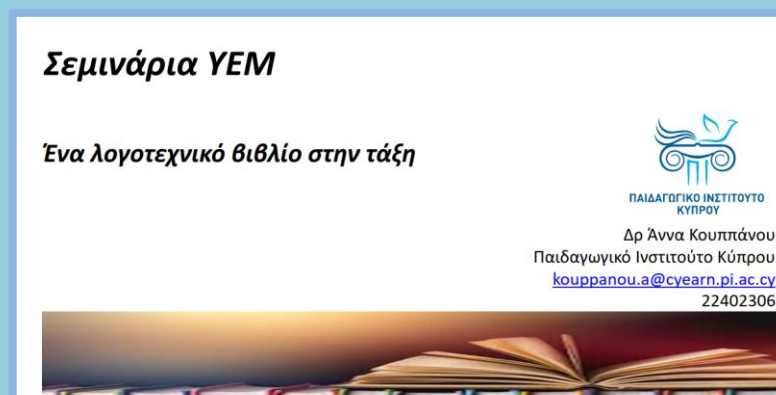 Σεμινάρια ΥΕΜ
Ένα λογοτεχνικό βιβλίο στην τάξη
ΠΑΙΔΑΓΩΓΙΚΟ ΙΝΣΤΙΤΟΥΤΟ
ΚΥΠΡΟΥ
Δρ Άννα Κουππάνου
Παιδαγωγικό Ινστιτούτο Κύπρου
kouppanou.a@cyearn.pi.ac.cy
22402306